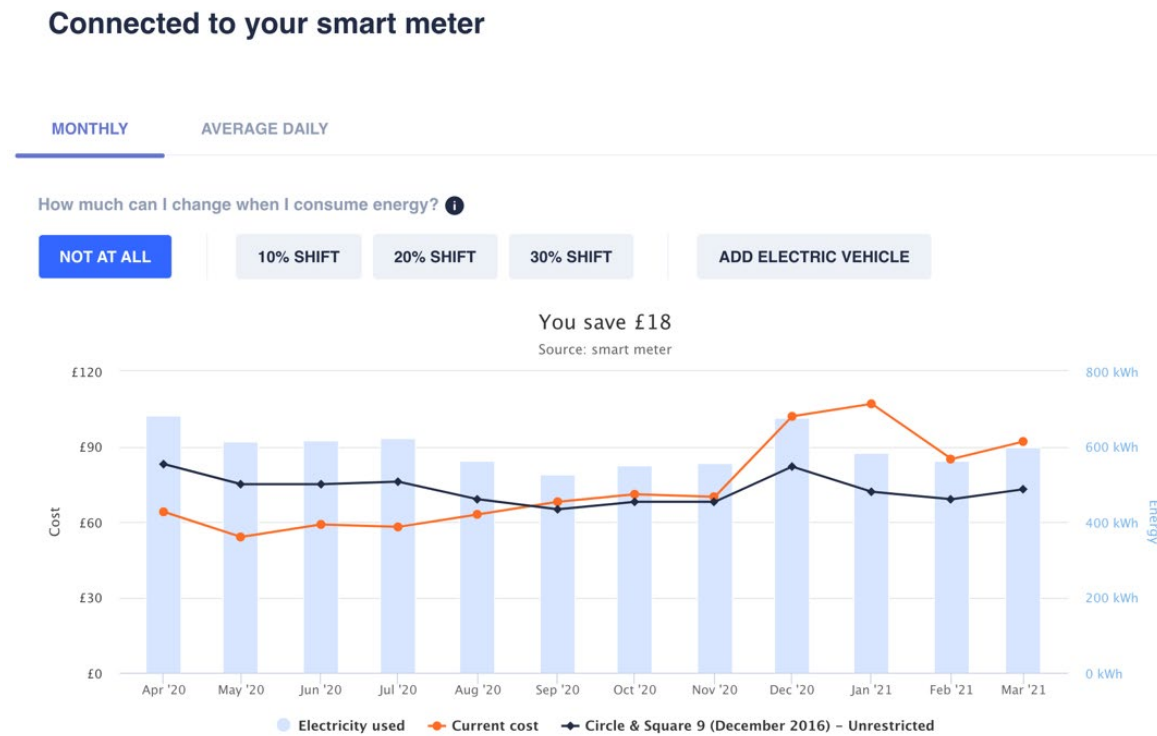 Connected to your smart meter
MONTHLY AVERAGE DAILY
How much can I change when I consume energy? i
NOT AT ALL 10% SHIFT 20% SHIFT 30% SHIFT ADD ELECTRIC VEHICLE
You save £18
Source: smart meter
£120 800 kWh
£90 600 kWh
£60 400 kWh
£30 200 kWh
£0 0 kWh
Cost
Energy
Apr '20 May '20 Jun '20 Jul '20 Aug '20 Sep '20 Oct '20 Nov '20 Dec '20 Jan '21 Feb '21 Mar '21
Electricity used Current cost Circle & Square 9 (December 2016) – Unrestricted